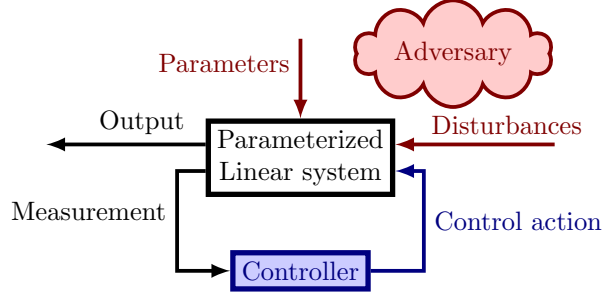 Adversary
Parameters
Output
Disturbances
Parameterized
Linear system
Measurement
Control action
Controller